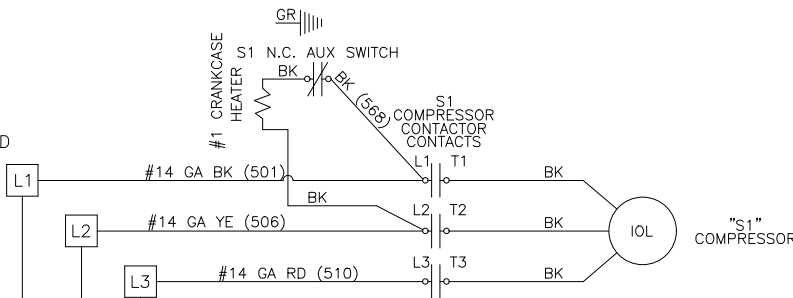 GR
S1 N.C. AUX SWITCH
BK
BK (568)
#1 CRANKCASE
HEATER
S1
COMPRESSOR
CONTACTOR
CONTACTS
D
L1
#14 GA BK (501)
L1 T1
BK
BK
L2
#14 GA YE (506)
L2 T2
BK
IOL
"S1"
COMPRESSOR
L3
#14 GA RD (510)
L3 T3
BK